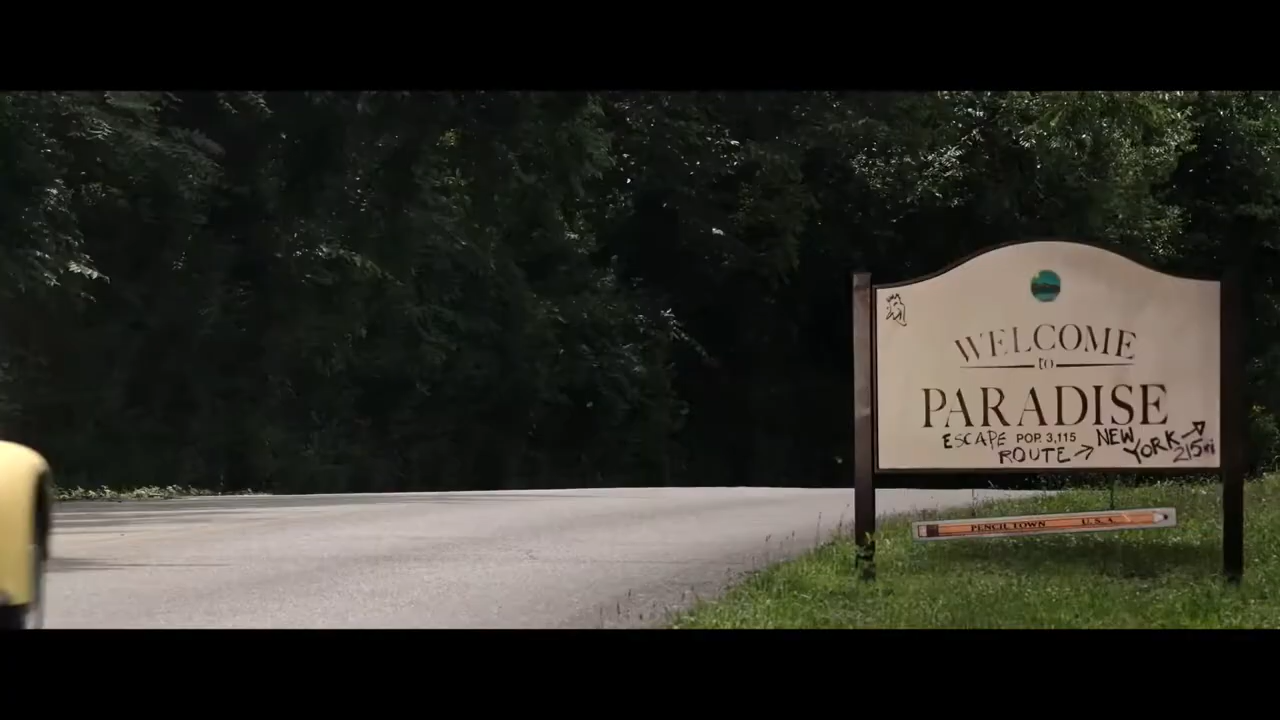 WELCOME
to
PARADISE
ESCAPE POP. 3,115 NEW
ROUTE → YORK 215mi
PENCIL TOWN U.S.A.